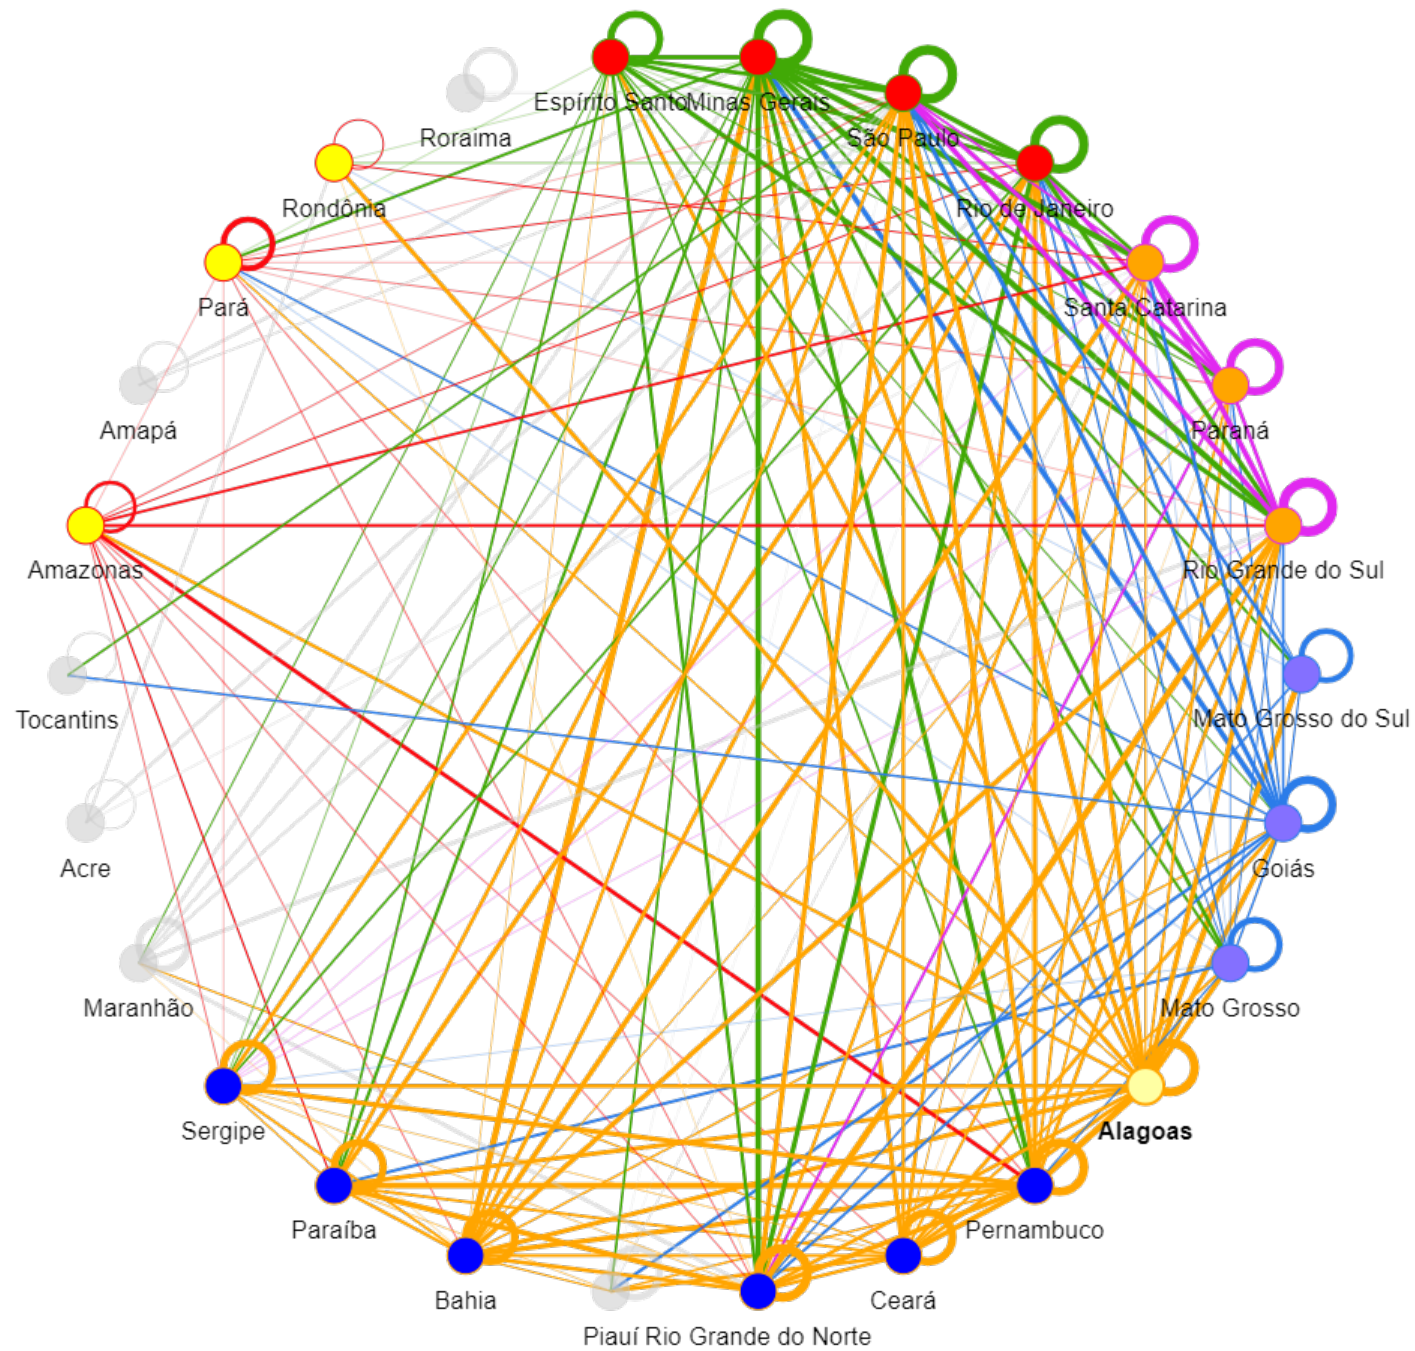 Espírito Santo
Minas Gerais
São Paulo
Roraima
Rondônia
Rio de Janeiro
Pará
Santa Catarina
Amapá
Paraná
Amazonas
Rio Grande do Sul
Tocantins
Mato Grosso do Sul
Acre
Goiás
Maranhão
Mato Grosso
Sergipe
Alagoas
Paraíba
Pernambuco
Bahia
Ceará
Piauí
Rio Grande do Norte